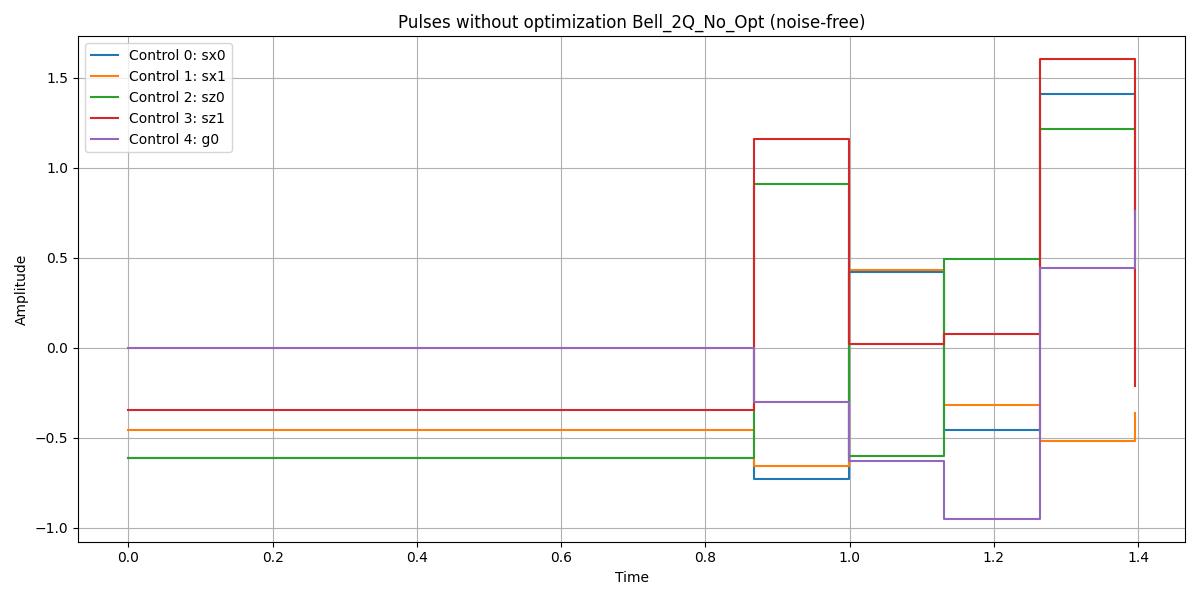 Pulses without optimization Bell_2Q_No_Opt (noise-free)
Control 0: sx0
Control 1: sx1
Control 2: sz0
Control 3: sz1
Control 4: g0
Amplitude
1.5
1.0
0.5
0.0
−0.5
−1.0
0.0 0.2 0.4 0.6 0.8 1.0 1.2 1.4
Time